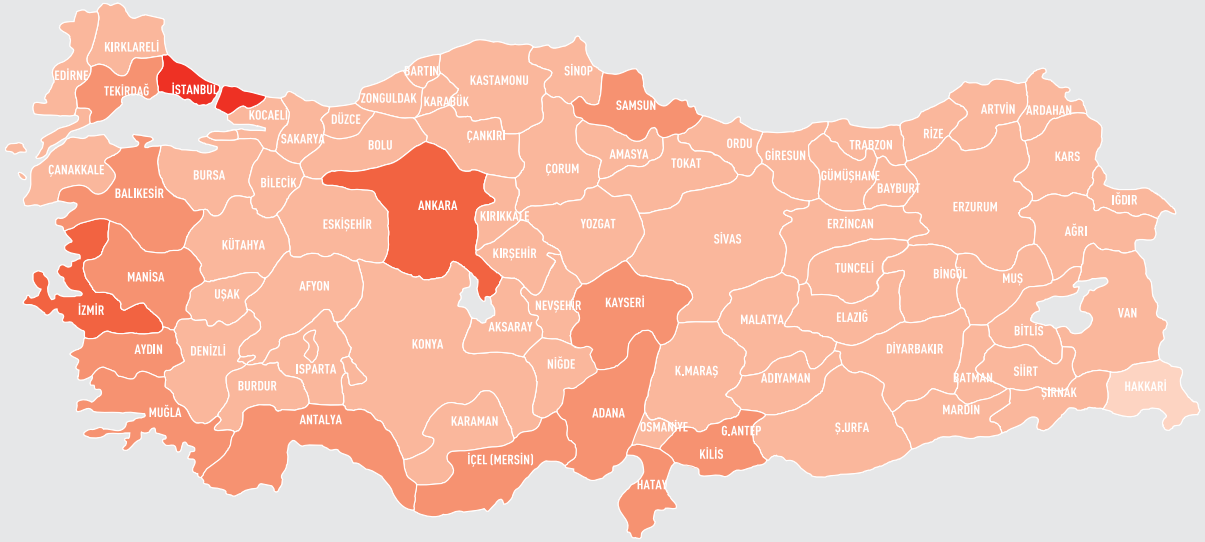 KIRKLARELİ
EDİRNE
TEKİRDAĞ
İSTANBUL
KOCAELİ
SAKARYA
DÜZCE
ZONGULDAK
BARTIN
KARABÜK
KASTAMONU
SİNOP
SAMSUN
BOLU
ÇANKIRI
ÇORUM
AMASYA
TOKAT
ORDU
GİRESUN
TRABZON
GÜMÜŞHANE
BAYBURT
RİZE
ARTVİN
ARDAHAN
KARS
IĞDIR
AĞRI
ERZURUM
ERZİNCAN
ÇANAKKALE
BALIKESİR
BURSA
BİLECİK
ESKİŞEHİR
ANKARA
KIRIKKALE
YOZGAT
SİVAS
KÜTAHYA
KIRŞEHİR
MANİSA
UŞAK
AFYON
İZMİR
NEVŞEHİR
KAYSERİ
AKSARAY
TUNCELİ
BİNGÖL
MUŞ
MALATYA
ELAZIĞ
BİTLİS
VAN
AYDIN
DENİZLİ
ISPARTA
KONYA
NİĞDE
K.MARAŞ
ADIYAMAN
DİYARBAKIR
BATMAN
SİİRT
ŞIRNAK
HAKKARİ
MARDİN
BURDUR
MUĞLA
ANTALYA
KARAMAN
İÇEL (MERSİN)
ADANA
OSMANİYE
G.ANTEP
KİLİS
Ş.URFA
HATAY